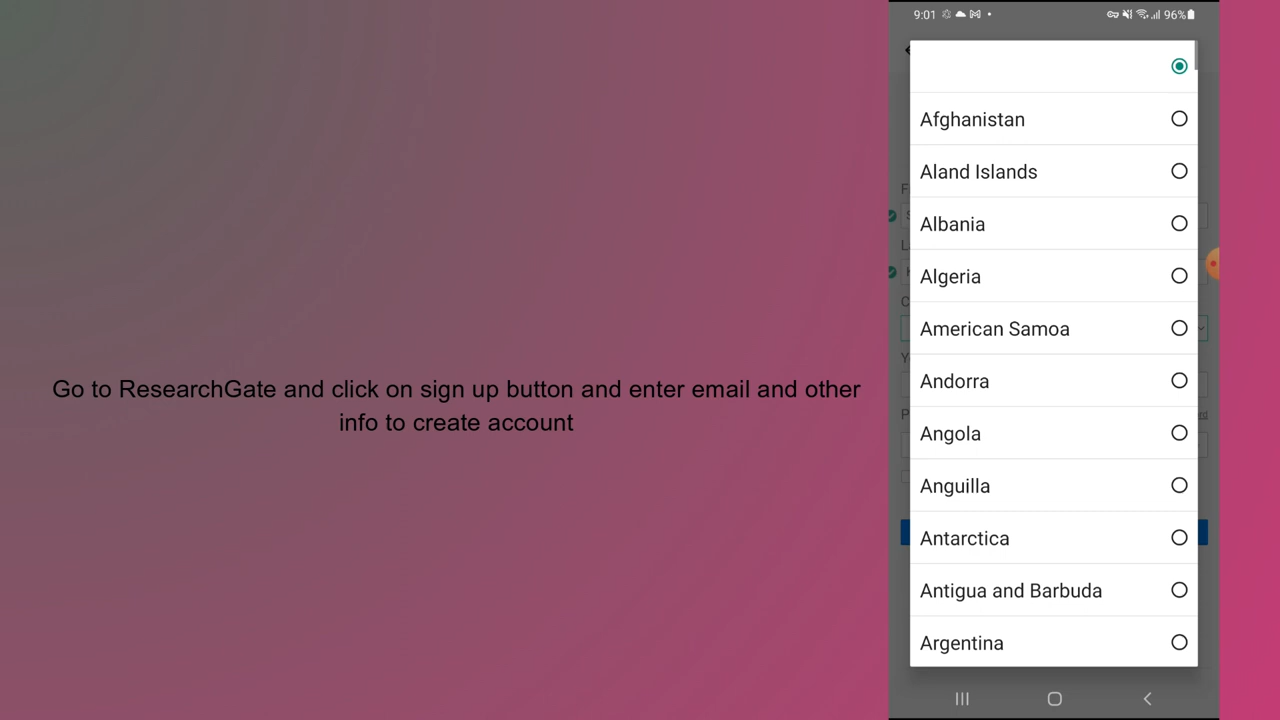 9:01
96%
Go to ResearchGate and click on sign up button and enter email and other
info to create account
Afghanistan
Aland Islands
Albania
Algeria
American Samoa
Andorra
Angola
Anguilla
Antarctica
Antigua and Barbuda
Argentina